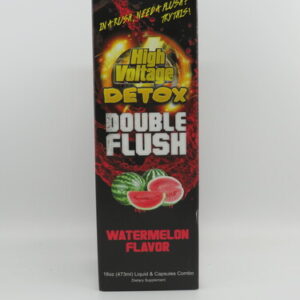 IN A RUSH, NEED A FLUSH?
TRY THIS!
High
Voltage
DETOX
DOUBLE
FLUSH
WATERMELON
FLAVOR
16oz (473ml) Liquid & Capsules Combo
Dietary Supplement